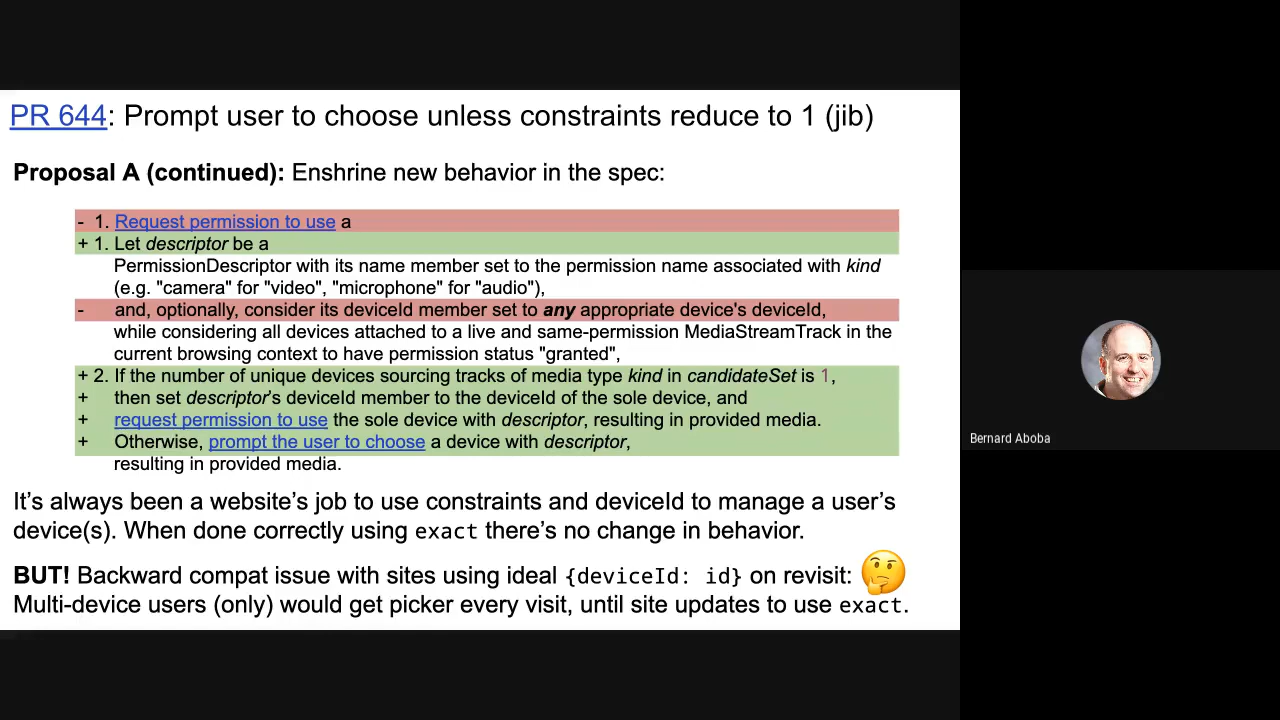 PR 644: Prompt user to choose unless constraints reduce to 1 (jib)
Proposal A (continued): Enshrine new behavior in the spec:
- 1. Request permission to use a
+ 1. Let descriptor be a
PermissionDescriptor with its name member set to the permission name associated with kind
(e.g. "camera" for "video", "microphone" for "audio"),
- and, optionally, consider its deviceId member set to any appropriate device's deviceId,
while considering all devices attached to a live and same-permission MediaStreamTrack in the
current browsing context to have permission status "granted",
+ 2. If the number of unique devices sourcing tracks of media type kind in candidateSet is 1,
+ then set descriptor's deviceId member to the deviceId of the sole device, and
+ request permission to use the sole device with descriptor, resulting in provided media.
+ Otherwise, prompt the user to choose a device with descriptor,
resulting in provided media.
It's always been a website's job to use constraints and deviceId to manage a user's
device(s). When done correctly using exact there's no change in behavior.
BUT! Backward compat issue with sites using ideal {deviceId: id} on revisit: 🤔
Multi-device users (only) would get picker every visit, until site updates to use exact.
Bernard Aboba